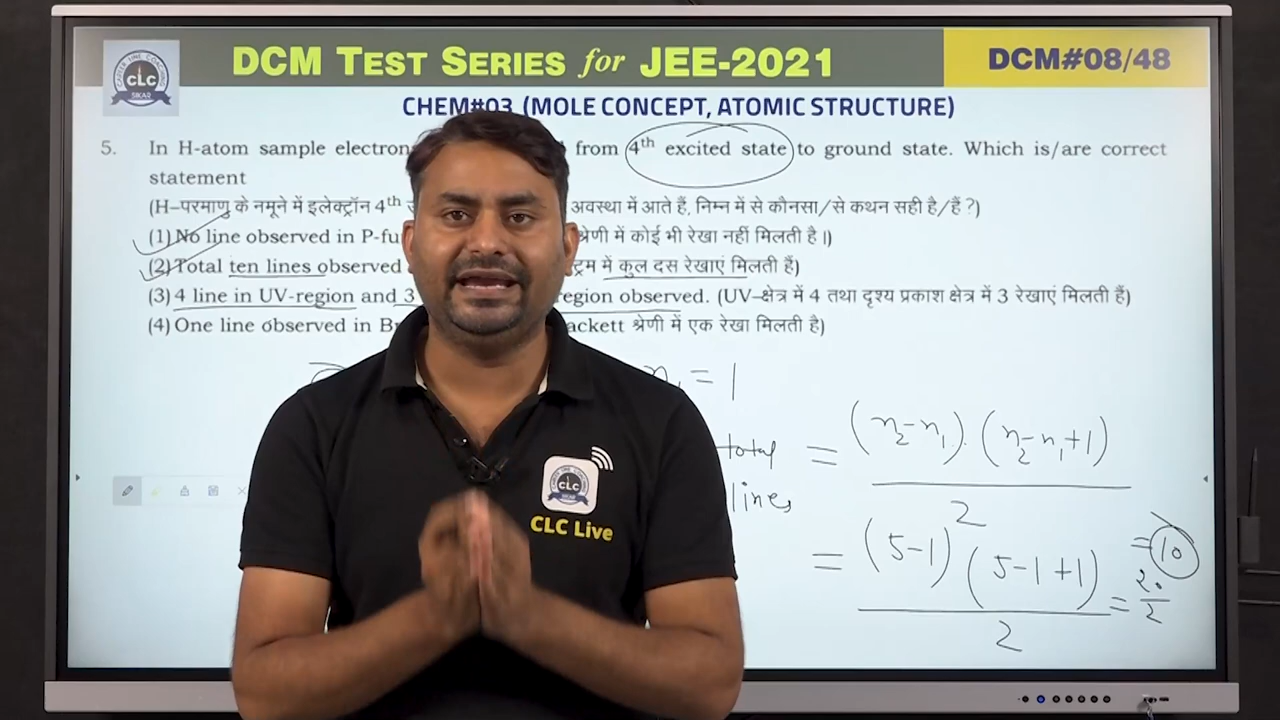 DCM TEST SERIES for JEE-2021
DCM#08/48
CLC
SIKAR
CHEM#03 (MOLE CONCEPT, ATOMIC STRUCTURE)
5. In H-atom sample electron from 4th excited state to ground state. Which is/are correct
statement
(H–परमाणु के नमूने में इलेक्ट्रॉन 4th अवस्था में आते हैं, निम्न में से कौनसा/से कथन सही है/हैं ?)
(1) No line observed in P-fu श्रेणी में कोई भी रेखा नहीं मिलती है।)
(2) Total ten lines observed ट्रम में कुल दस रेखाएं मिलती हैं)
(3) 4 line in UV-region and 3 region observed. (UV–क्षेत्र में 4 तथा दृश्य प्रकाश क्षेत्र में 3 रेखाएं मिलती हैं)
(4) One line observed in Br ackett श्रेणी में एक रेखा मिलती है)
n1 = 1
total lines = (n2-n1).(n2-n1+1)
2
= (5-1) (5-1+1)
2
= 20/2
= 10
CLC
CLC Live